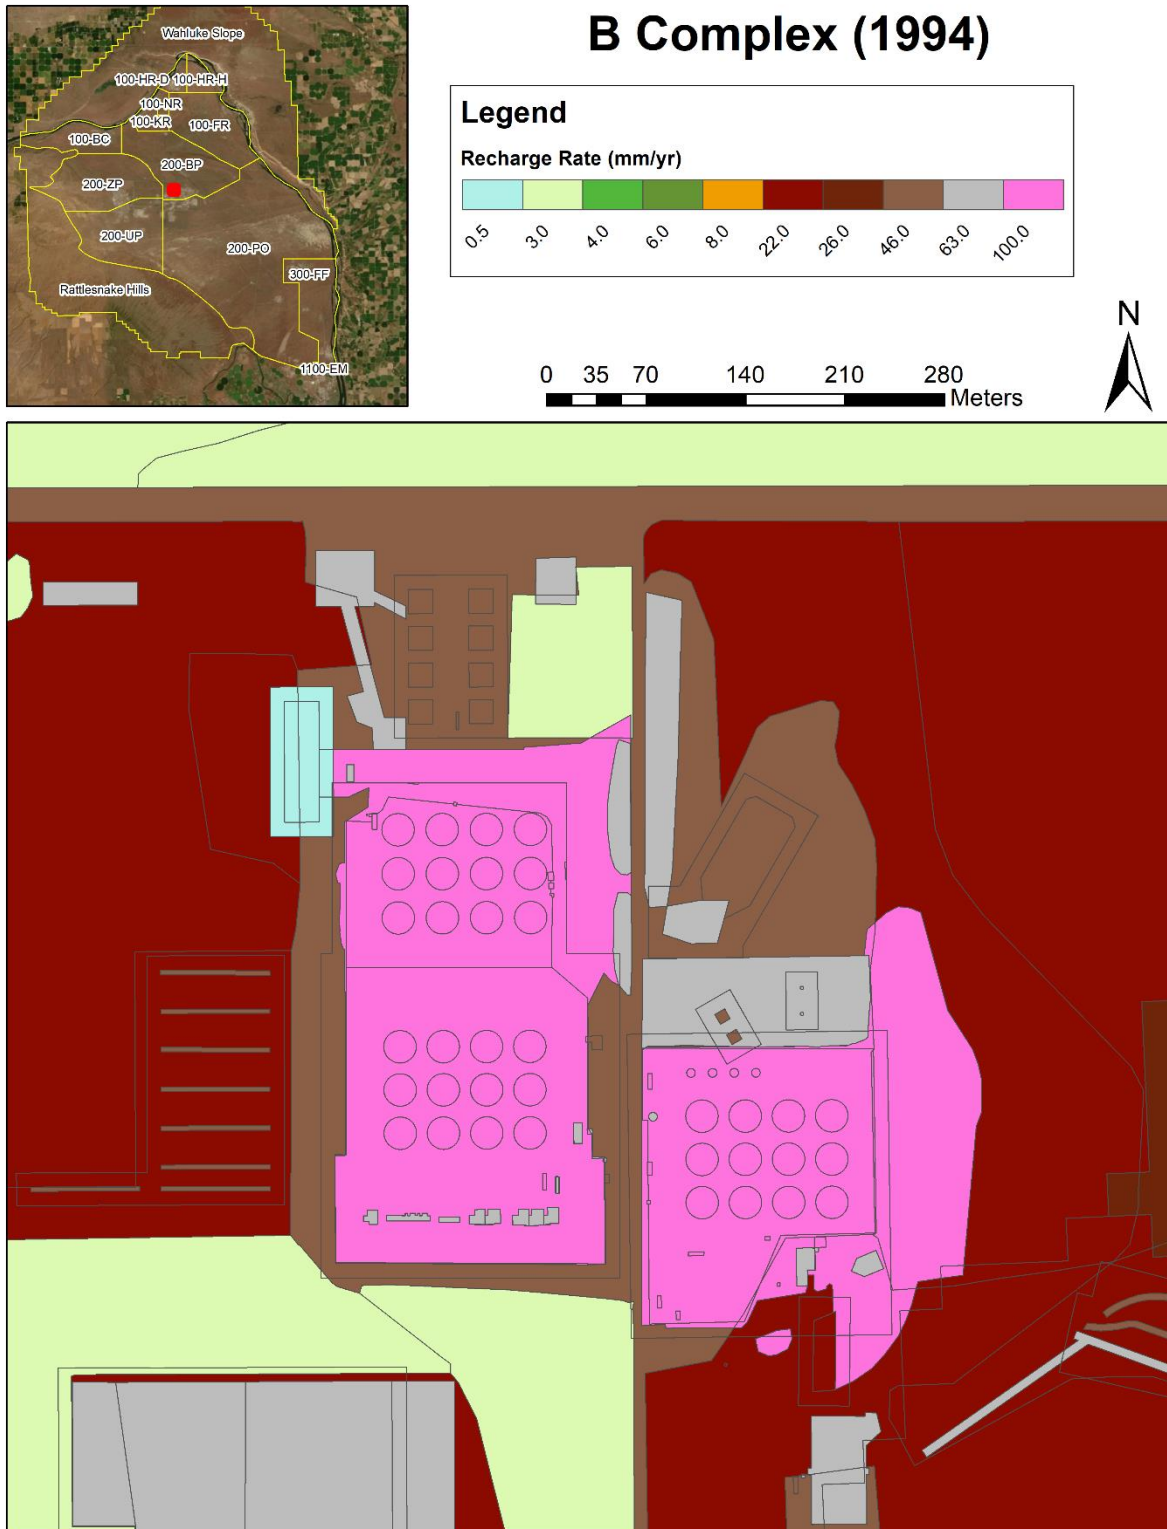 B Complex (1994)
Wahluke Slope
100-HR-D
100-HR-H
100-NR
100-KR
100-FR
100-BC
200-BP
200-ZP
200-UP
200-PO
300-FF
Rattlesnake Hills
1100-EM
Legend
Recharge Rate (mm/yr)
0.5 3.0 4.0 6.0 8.0 22.0 26.0 46.0 63.0 100.0
N
0 35 70 140 210 280
Meters